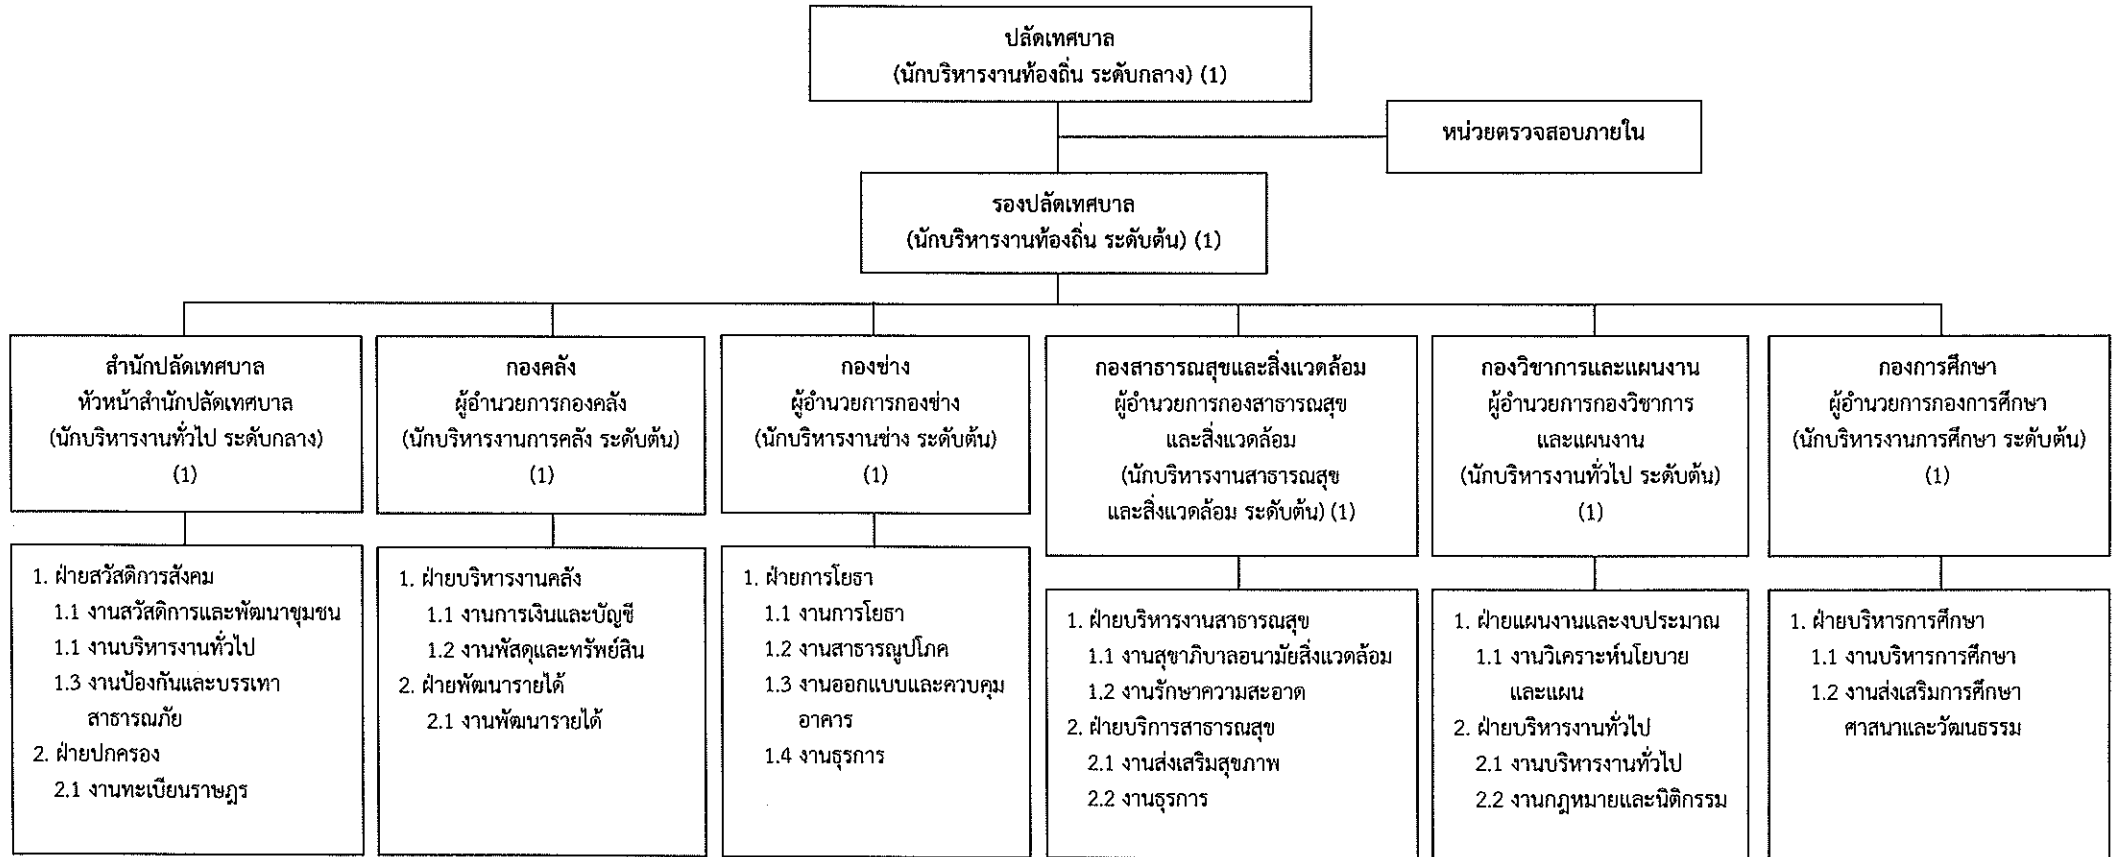 ปลัดเทศบาล
(นักบริหารงานท้องถิ่น ระดับกลาง) (1)
หน่วยตรวจสอบภายใน
รองปลัดเทศบาล
(นักบริหารงานท้องถิ่น ระดับต้น) (1)
สำนักปลัดเทศบาล
หัวหน้าสำนักปลัดเทศบาล
(นักบริหารงานทั่วไป ระดับกลาง)
(1)
กองคลัง
ผู้อำนวยการกองคลัง
(นักบริหารงานการคลัง ระดับต้น)
(1)
กองช่าง
ผู้อำนวยการกองช่าง
(นักบริหารงานช่าง ระดับต้น)
(1)
กองสาธารณสุขและสิ่งแวดล้อม
ผู้อำนวยการกองสาธารณสุข
และสิ่งแวดล้อม
(นักบริหารงานสาธารณสุข
และสิ่งแวดล้อม ระดับต้น) (1)
กองวิชาการและแผนงาน
ผู้อำนวยการกองวิชาการ
และแผนงาน
(นักบริหารงานทั่วไป ระดับต้น)
(1)
กองการศึกษา
ผู้อำนวยการกองการศึกษา
(นักบริหารงานการศึกษา ระดับต้น)
(1)
1. ฝ่ายสวัสดิการสังคม
1.1 งานสวัสดิการและพัฒนาชุมชน
1.1 งานบริหารงานทั่วไป
1.3 งานป้องกันและบรรเทา
สาธารณภัย
2. ฝ่ายปกครอง
2.1 งานทะเบียนราษฎร
1. ฝ่ายบริหารงานคลัง
1.1 งานการเงินและบัญชี
1.2 งานพัสดุและทรัพย์สิน
2. ฝ่ายพัฒนารายได้
2.1 งานพัฒนารายได้
1. ฝ่ายการโยธา
1.1 งานการโยธา
1.2 งานสาธารณูปโภค
1.3 งานออกแบบและควบคุม
อาคาร
1.4 งานธุรการ
1. ฝ่ายบริหารงานสาธารณสุข
1.1 งานสุขาภิบาลอนามัยสิ่งแวดล้อม
1.2 งานรักษาความสะอาด
2. ฝ่ายบริการสาธารณสุข
2.1 งานส่งเสริมสุขภาพ
2.2 งานธุรการ
1. ฝ่ายแผนงานและงบประมาณ
1.1 งานวิเคราะห์นโยบาย
และแผน
2. ฝ่ายบริหารงานทั่วไป
2.1 งานบริหารงานทั่วไป
2.2 งานกฎหมายและนิติกรรม
1. ฝ่ายบริหารการศึกษา
1.1 งานบริหารการศึกษา
1.2 งานส่งเสริมการศึกษา
ศาสนาและวัฒนธรรม